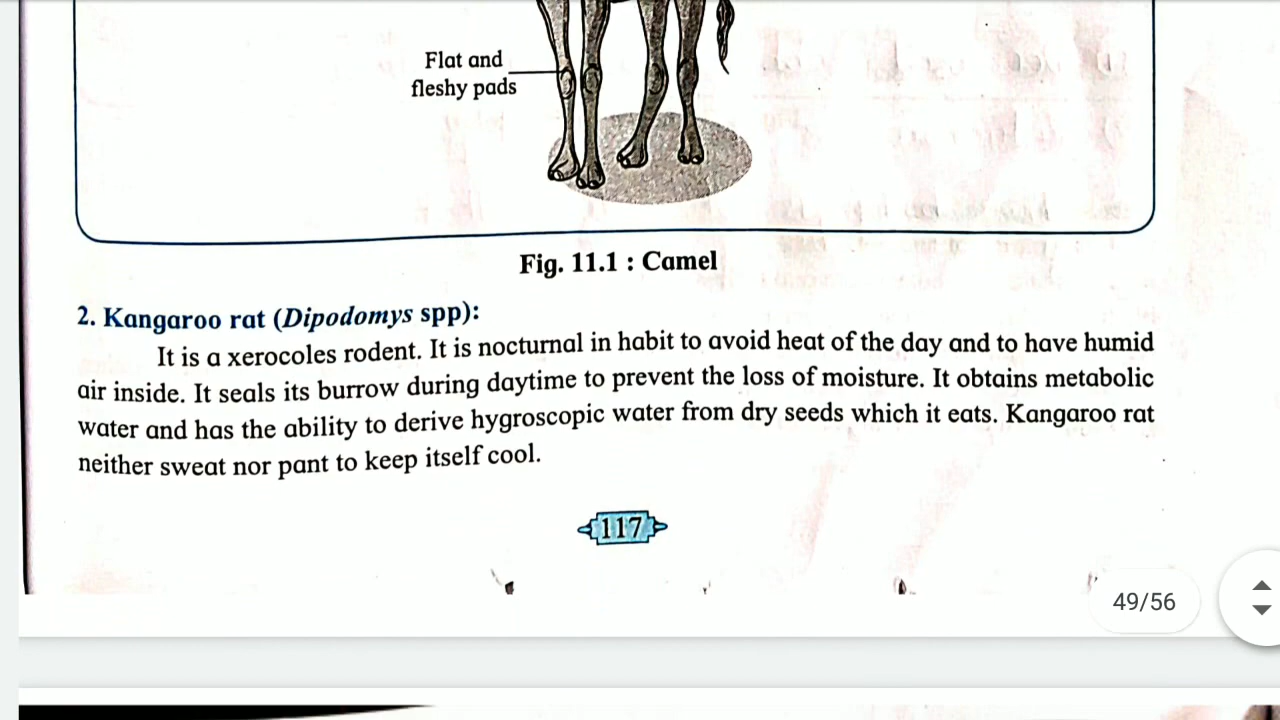 Flat and
fleshy pads
Fig. 11.1 : Camel
2. Kangaroo rat (Dipodomys spp):
It is a xerocoles rodent. It is nocturnal in habit to avoid heat of the day and to have humid
air inside. It seals its burrow during daytime to prevent the loss of moisture. It obtains metabolic
water and has the ability to derive hygroscopic water from dry seeds which it eats. Kangaroo rat
neither sweat nor pant to keep itself cool.
117
49/56